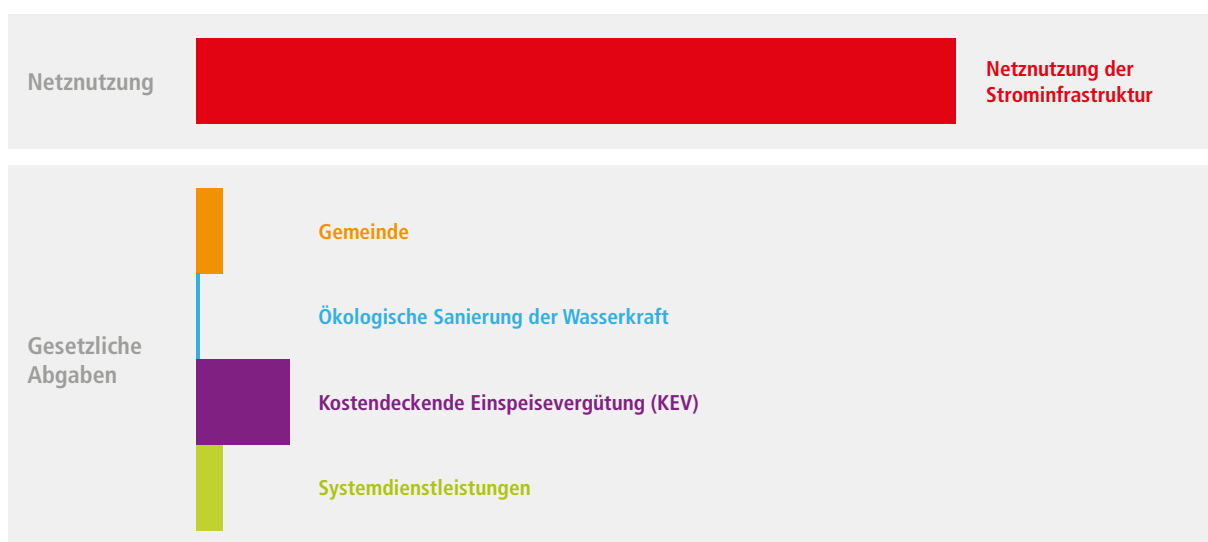 Netznutzung
Netznutzung der
Strominfrastruktur
Gesetzliche
Abgaben
Gemeinde
Ökologische Sanierung der Wasserkraft
Kostendeckende Einspeisevergütung (KEV)
Systemdienstleistungen